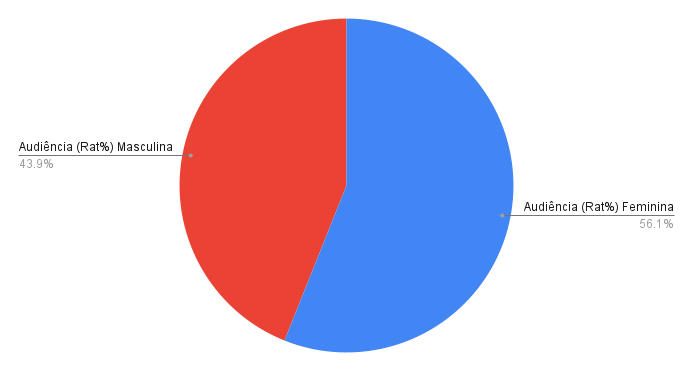 Audiência (Rat%) Masculina
43.9%
Audiência (Rat%) Feminina
56.1%